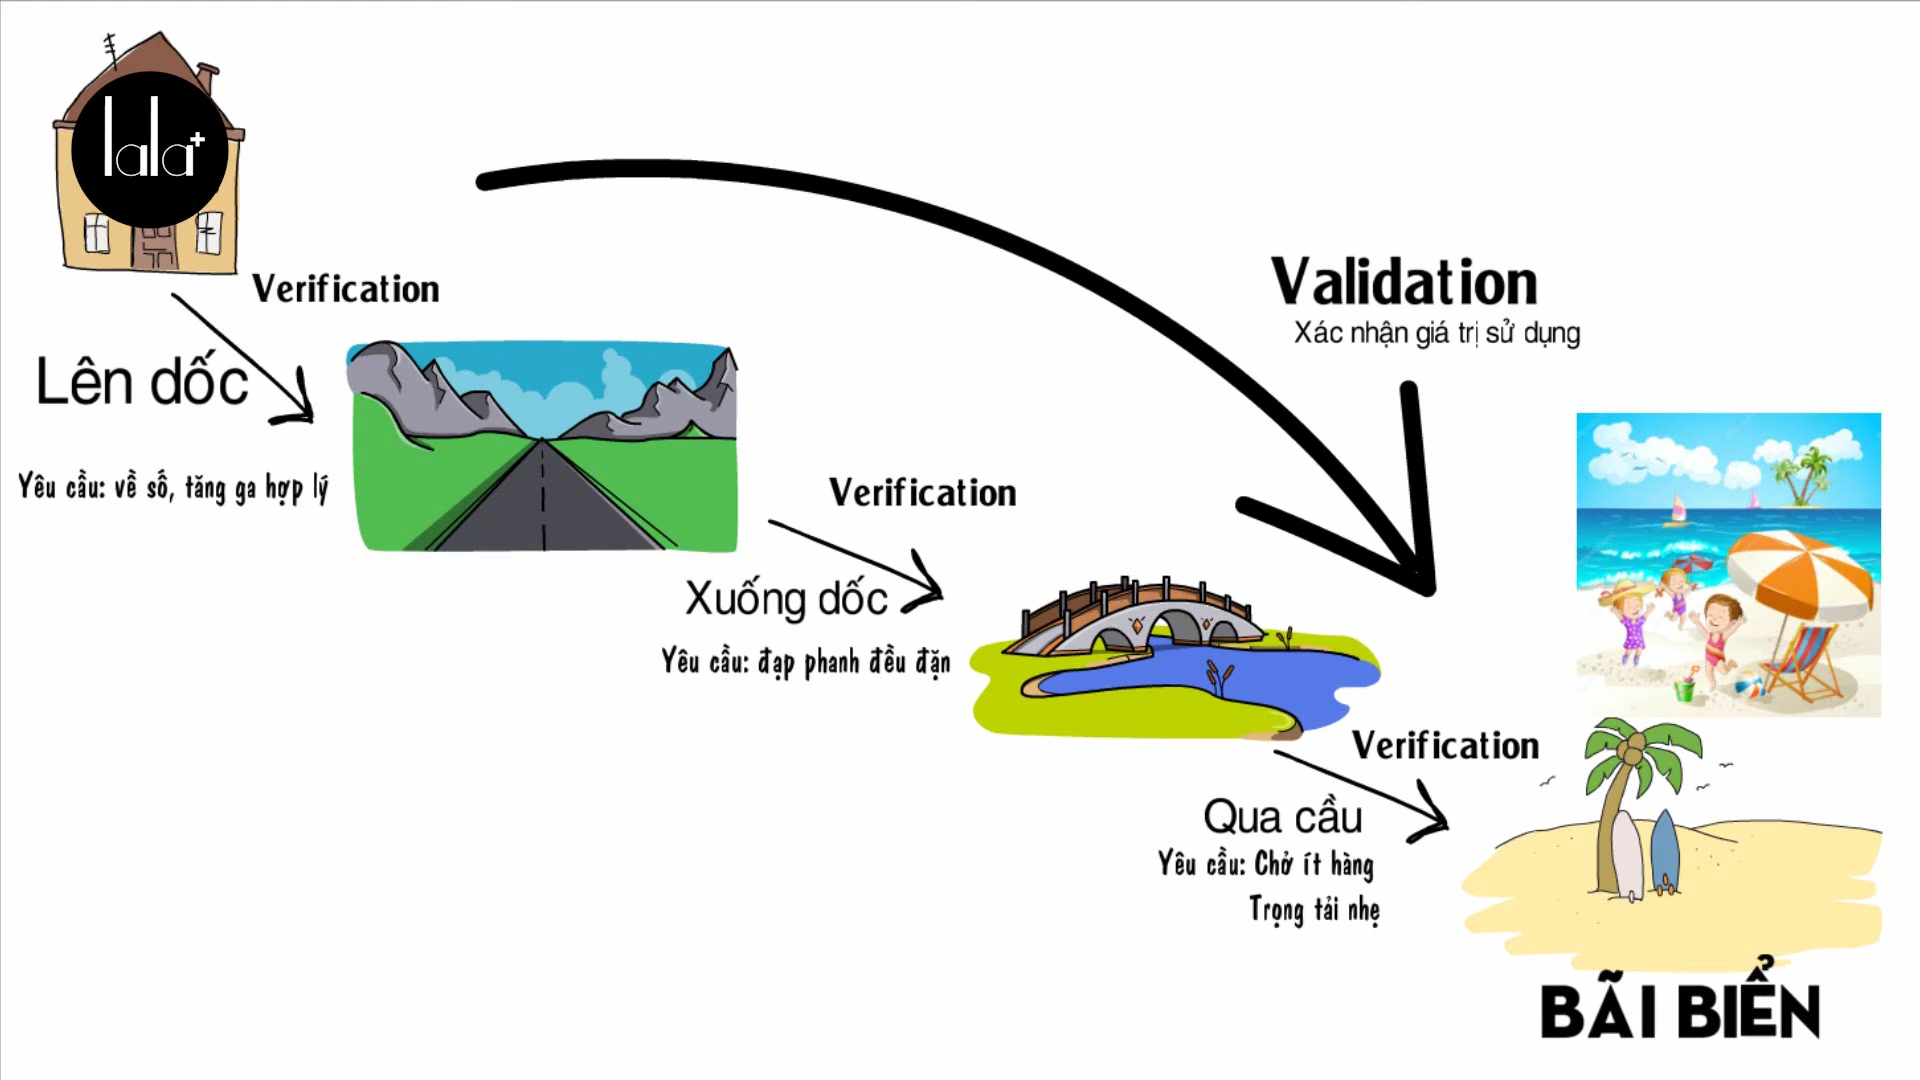 lala+
Verification
Lên dốc
Yêu cầu: về số, tăng ga hợp lý
Validation
Xác nhận giá trị sử dụng
Verification
Xuống dốc
Yêu cầu: đạp phanh đều đặn
Verification
Qua cầu
Yêu cầu: Chở ít hàng
Trọng tải nhẹ
BÃI BIỂN